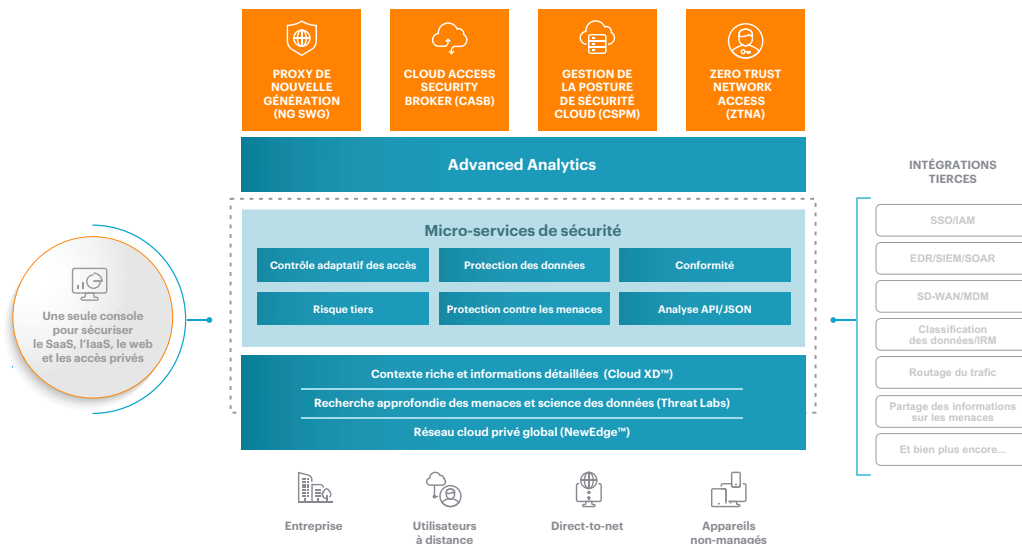 PROXY DE
NOUVELLE
GÉNÉRATION
(NG SWG)
CLOUD ACCESS
SECURITY
BROKER (CASB)
GESTION DE
LA POSTURE
DE SÉCURITÉ
CLOUD (CSPM)
ZERO TRUST
NETWORK
ACCESS
(ZTNA)
Advanced Analytics
Micro-services de sécurité
Contrôle adaptatif des accès
Protection des données
Conformité
Risque tiers
Protection contre les menaces
Analyse API/JSON
Contexte riche et informations détaillées (Cloud XD™)
Recherche approfondie des menaces et science des données (Threat Labs)
Réseau cloud privé global (NewEdge™)
Une seule console
pour sécuriser
le SaaS, l'IaaS, le web
et les accès privés
INTÉGRATIONS
TIERCES
SSO/IAM
EDR/SIEM/SOAR
SD-WAN/MDM
Classification
des données/IRM
Routage du trafic
Partage des informations
sur les menaces
Et bien plus encore...
Entreprise
Utilisateurs
à distance
Direct-to-net
Appareils
non-managés